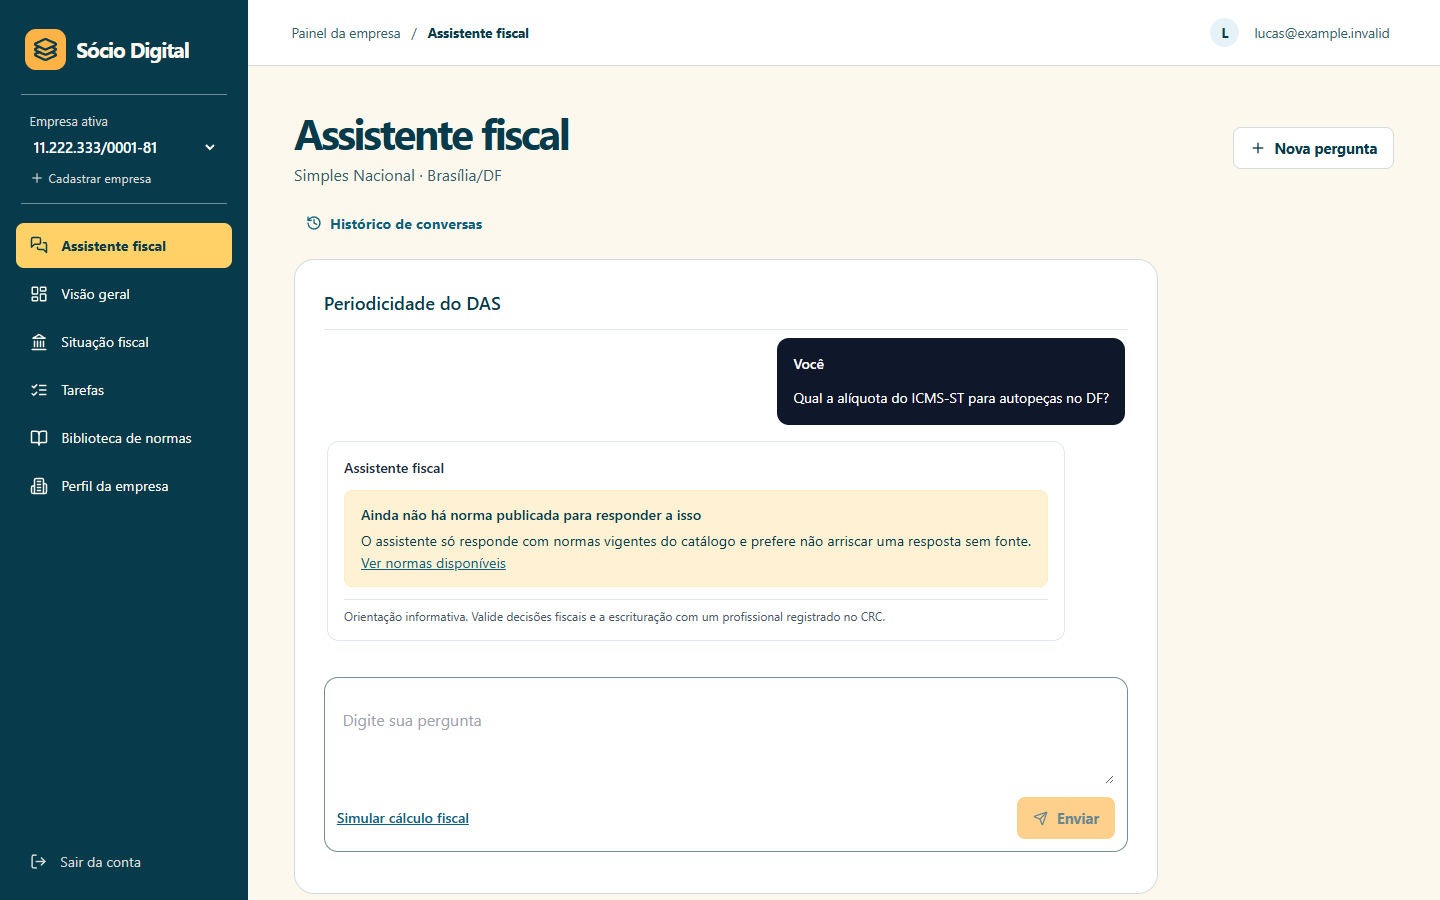 Sócio Digital
Empresa ativa
11.222.333/0001-81
Cadastrar empresa
Assistente fiscal
Visão geral
Situação fiscal
Tarefas
Biblioteca de normas
Perfil da empresa
Sair da conta
Painel da empresa / Assistente fiscal
L lucas@example.invalid
Assistente fiscal
Simples Nacional · Brasília/DF
Nova pergunta
Histórico de conversas
Periodicidade do DAS
Você
Qual a alíquota do ICMS-ST para autopeças no DF?
Assistente fiscal
Ainda não há norma publicada para responder a isso
O assistente só responde com normas vigentes do catálogo e prefere não arriscar uma resposta sem fonte.
Ver normas disponíveis
Orientação informativa. Valide decisões fiscais e a escrituração com um profissional registrado no CRC.
Digite sua pergunta
Simular cálculo fiscal
Enviar